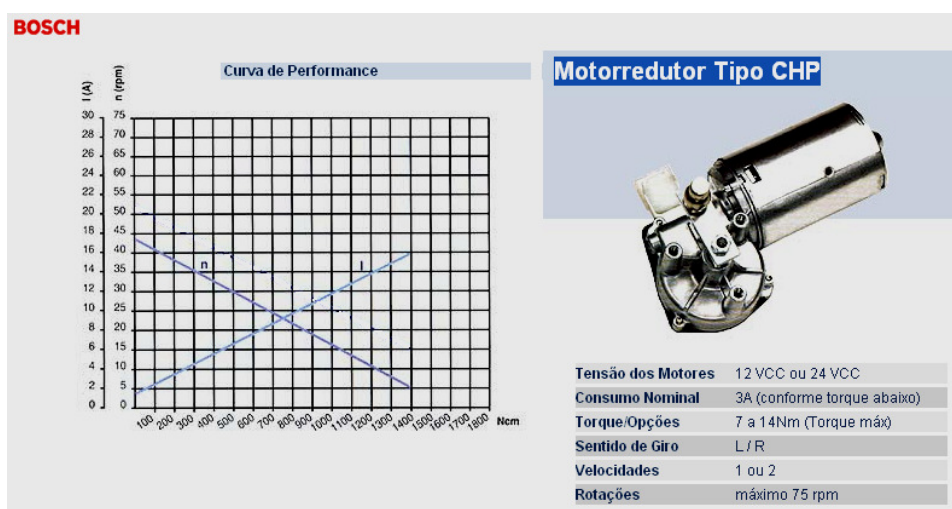 BOSCH
Curva de Performance
Motorredutor Tipo CHP
I (A)
n (rpm)
30 75
28 70
26 65
24 60
22 55
20 50
18 45
16 40
14 35
12 30
10 25
8 20
6 15
4 10
2 5
0 0
n
I
100 200 300 400 500 600 700 800 900 1000 1100 1200 1300 1400 1500 1600 1700 1800 Ncm
Tensão dos Motores 12 VCC ou 24 VCC
Consumo Nominal 3A (conforme torque abaixo)
Torque/Opções 7 a 14Nm (Torque máx)
Sentido de Giro L / R
Velocidades 1 ou 2
Rotações máximo 75 rpm